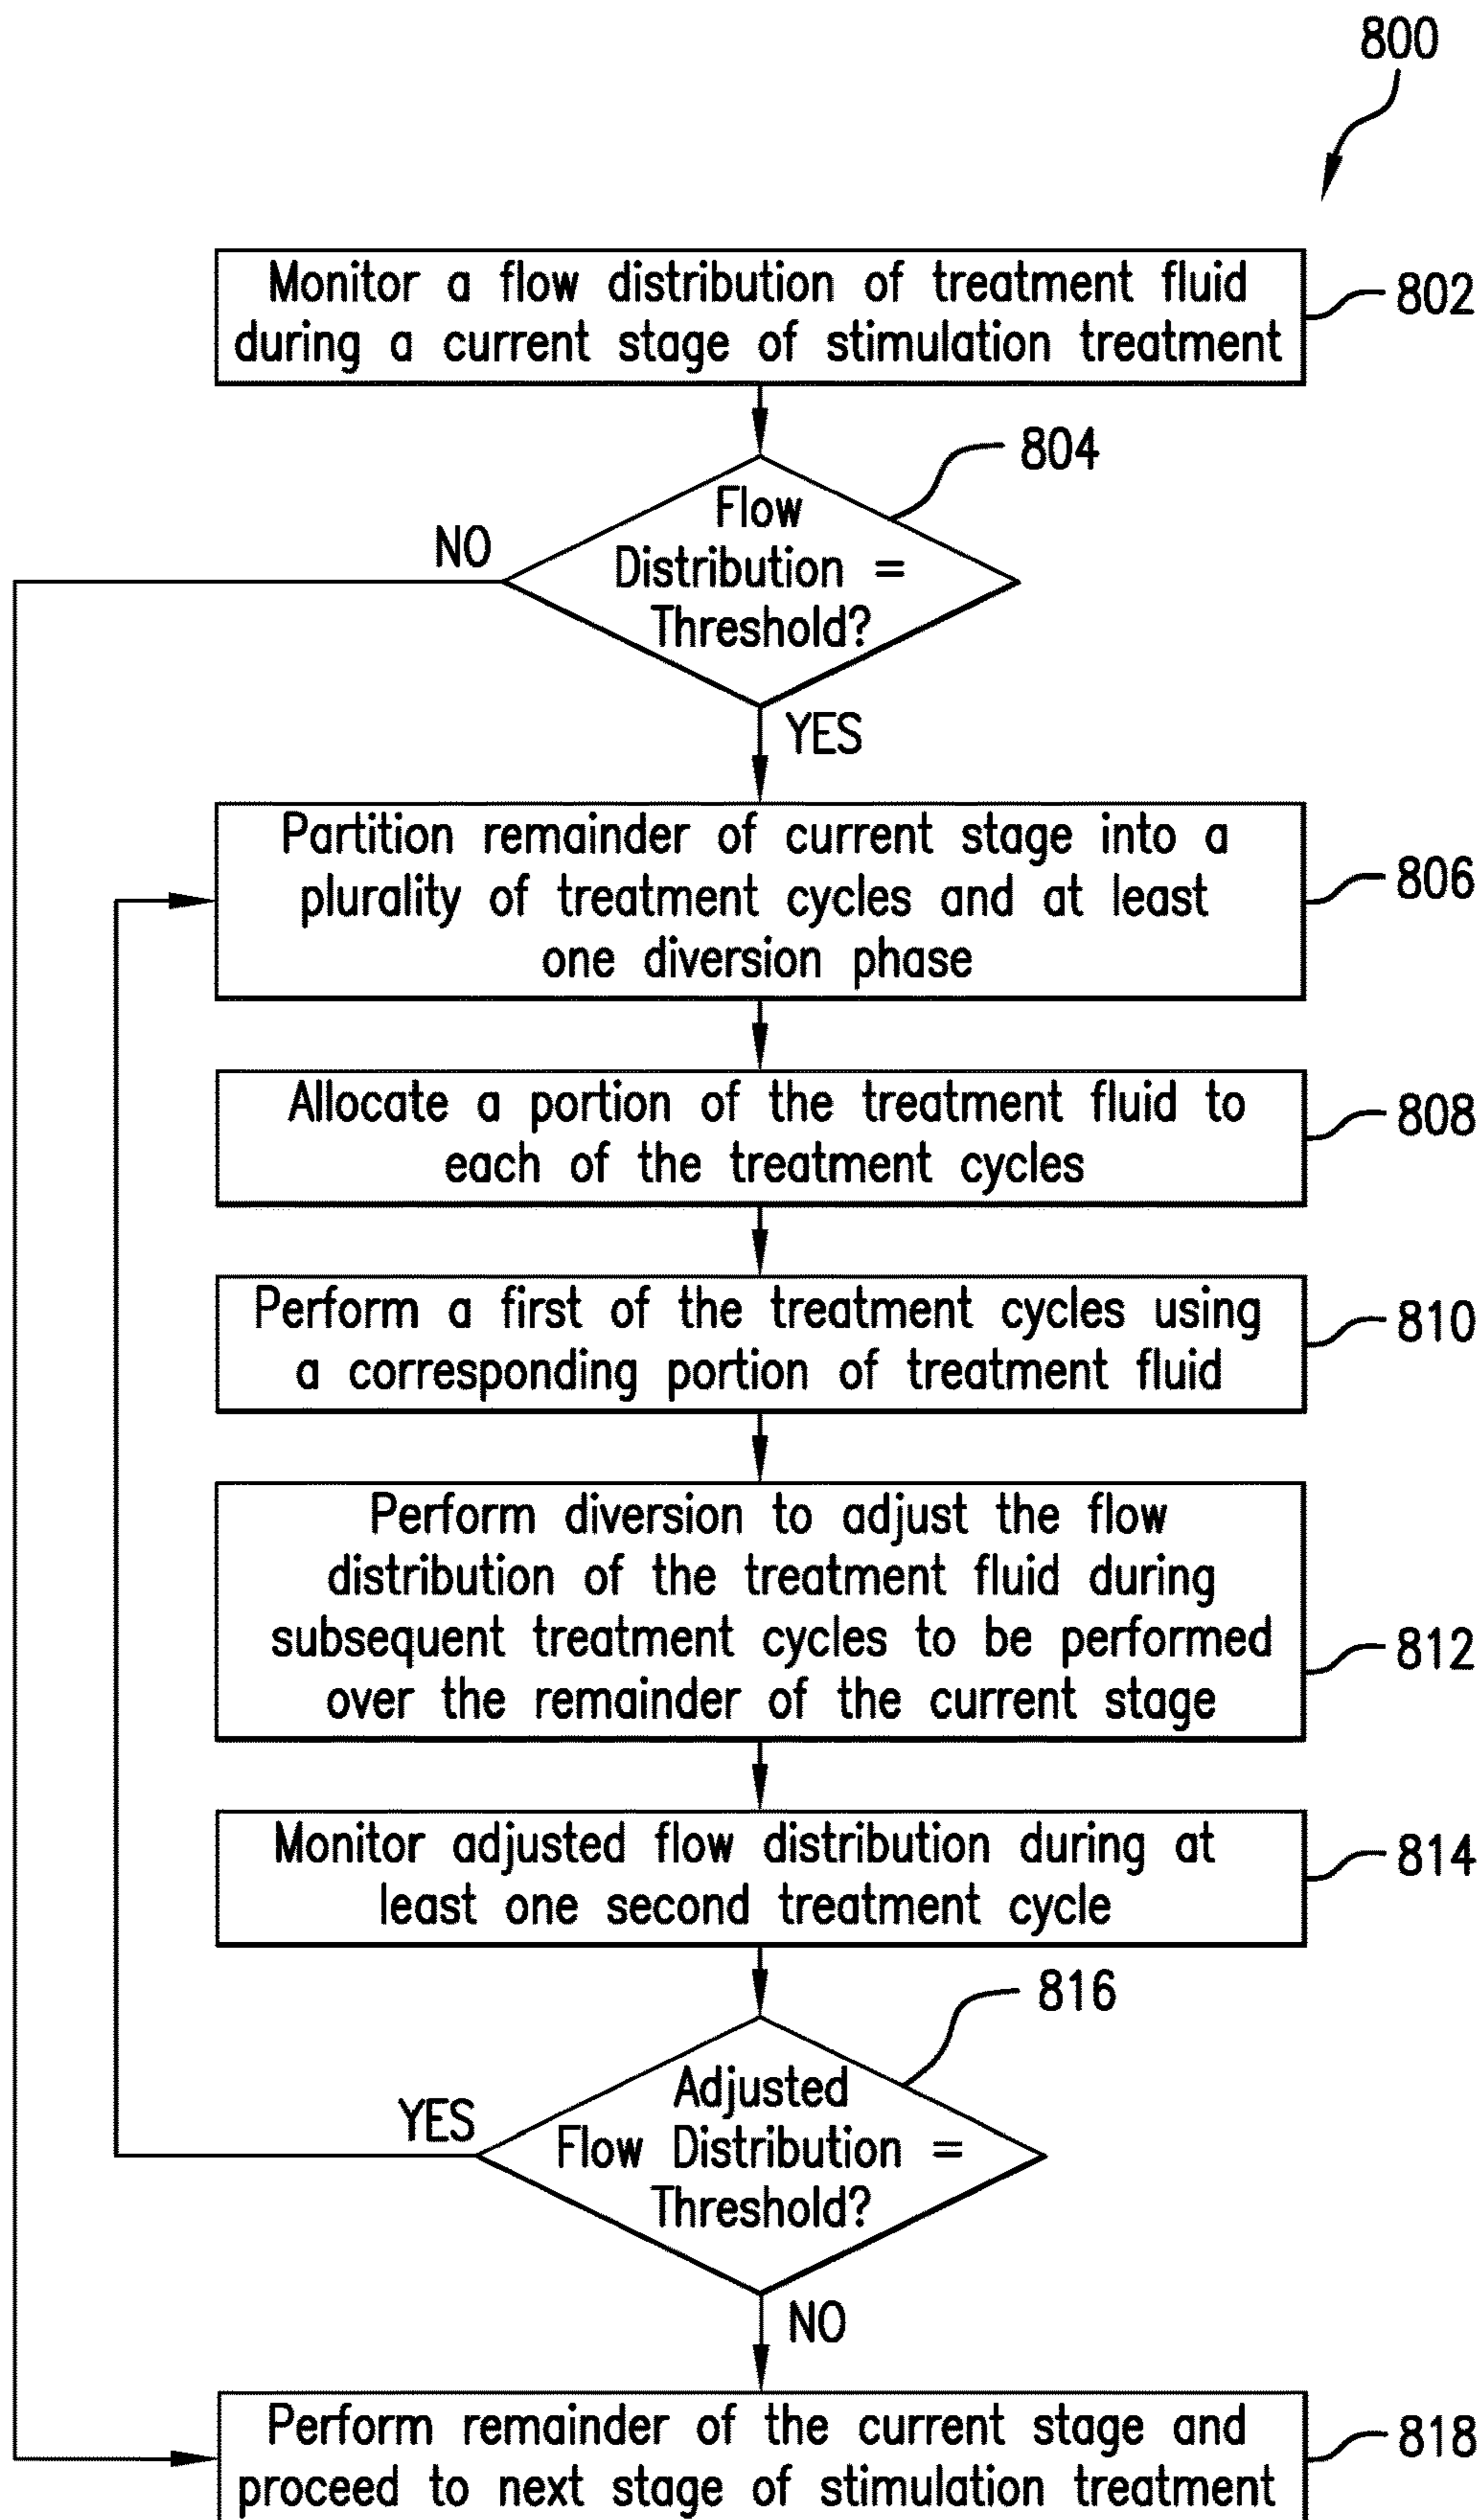 800
Monitor a flow distribution of treatment fluid
during a current stage of stimulation treatment
802
804
Flow
Distribution =
Threshold?
NO
YES
Partition remainder of current stage into a
plurality of treatment cycles and at least
one diversion phase
806
Allocate a portion of the treatment fluid to
each of the treatment cycles
808
Perform a first of the treatment cycles using
a corresponding portion of treatment fluid
810
Perform diversion to adjust the flow
distribution of the treatment fluid during
subsequent treatment cycles to be performed
over the remainder of the current stage
812
Monitor adjusted flow distribution during at
least one second treatment cycle
814
816
Adjusted
Flow Distribution =
Threshold?
YES
NO
Perform remainder of the current stage and
proceed to next stage of stimulation treatment
818